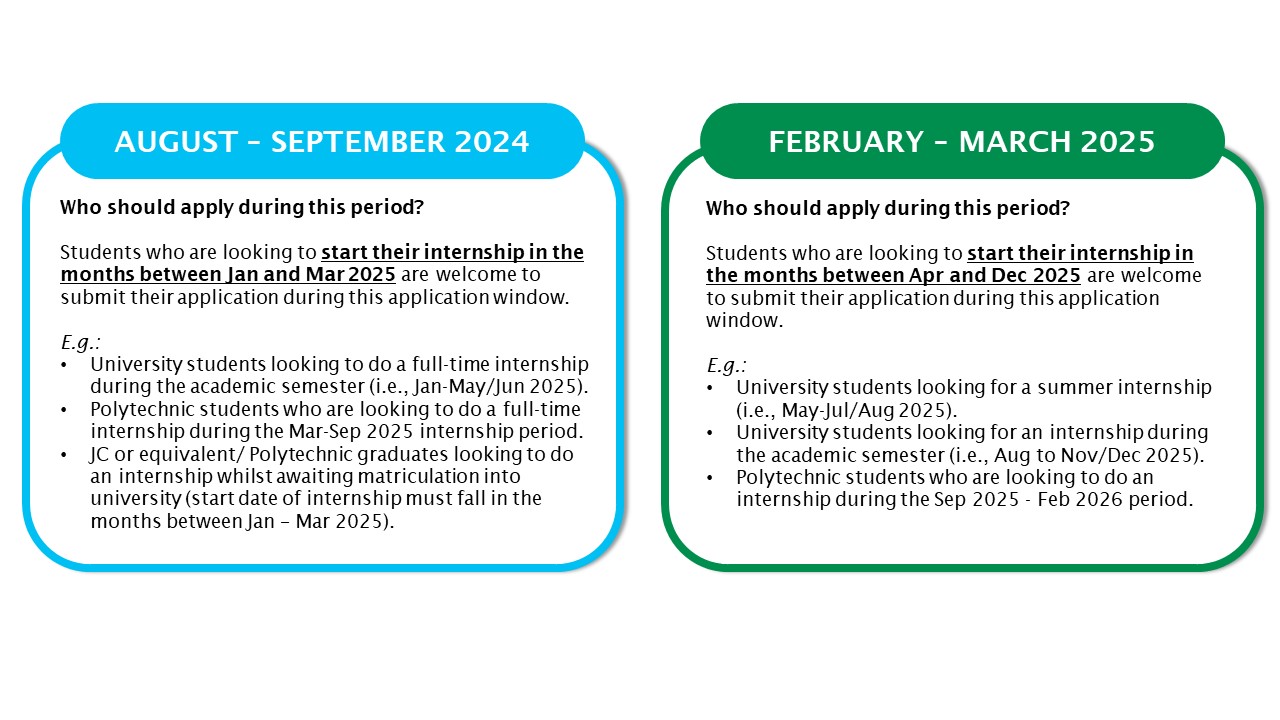 AUGUST – SEPTEMBER 2024
Who should apply during this period?
Students who are looking to start their internship in the
months between Jan and Mar 2025 are welcome to
submit their application during this application window.
E.g.:
• University students looking to do a full-time internship
during the academic semester (i.e., Jan-May/Jun 2025).
• Polytechnic students who are looking to do a full-time
internship during the Mar-Sep 2025 internship period.
• JC or equivalent/ Polytechnic graduates looking to do
an internship whilst awaiting matriculation into
university (start date of internship must fall in the
months between Jan – Mar 2025).
FEBRUARY – MARCH 2025
Who should apply during this period?
Students who are looking to start their internship in
the months between Apr and Dec 2025 are welcome
to submit their application during this application
window.
E.g.:
• University students looking for a summer internship
(i.e., May-Jul/Aug 2025).
• University students looking for an internship during
the academic semester (i.e., Aug to Nov/Dec 2025).
• Polytechnic students who are looking to do an
internship during the Sep 2025 - Feb 2026 period.